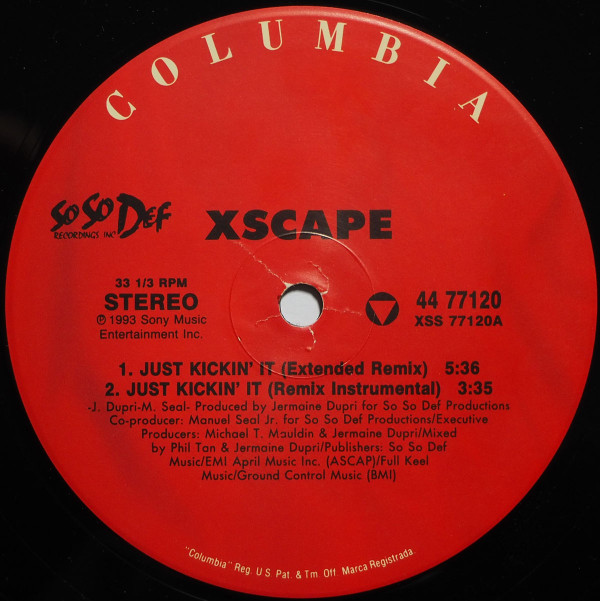 COLUMBIA
So So DEF
RECORDINGS INC
XSCAPE
33 1/3 RPM
STEREO
℗ 1993 Sony Music
Entertainment Inc.
44 77120
XSS 77120A
1. JUST KICKIN' IT (Extended Remix) 5:36
2. JUST KICKIN' IT (Remix Instrumental) 3:35
-J. Dupri-M. Seal- Produced by Jermaine Dupri for So So Def Productions
Co-producer: Manuel Seal Jr. for So So Def Productions/Executive
Producers: Michael T. Mauldin & Jermaine Dupri/Mixed
by Phil Tan & Jermaine Dupri/Publishers: So So Def
Music/EMI April Music Inc. (ASCAP)/Full Keel
Music/Ground Control Music (BMI)
"Columbia" Reg. U.S. Pat. & Tm. Off. Marca Registrada.